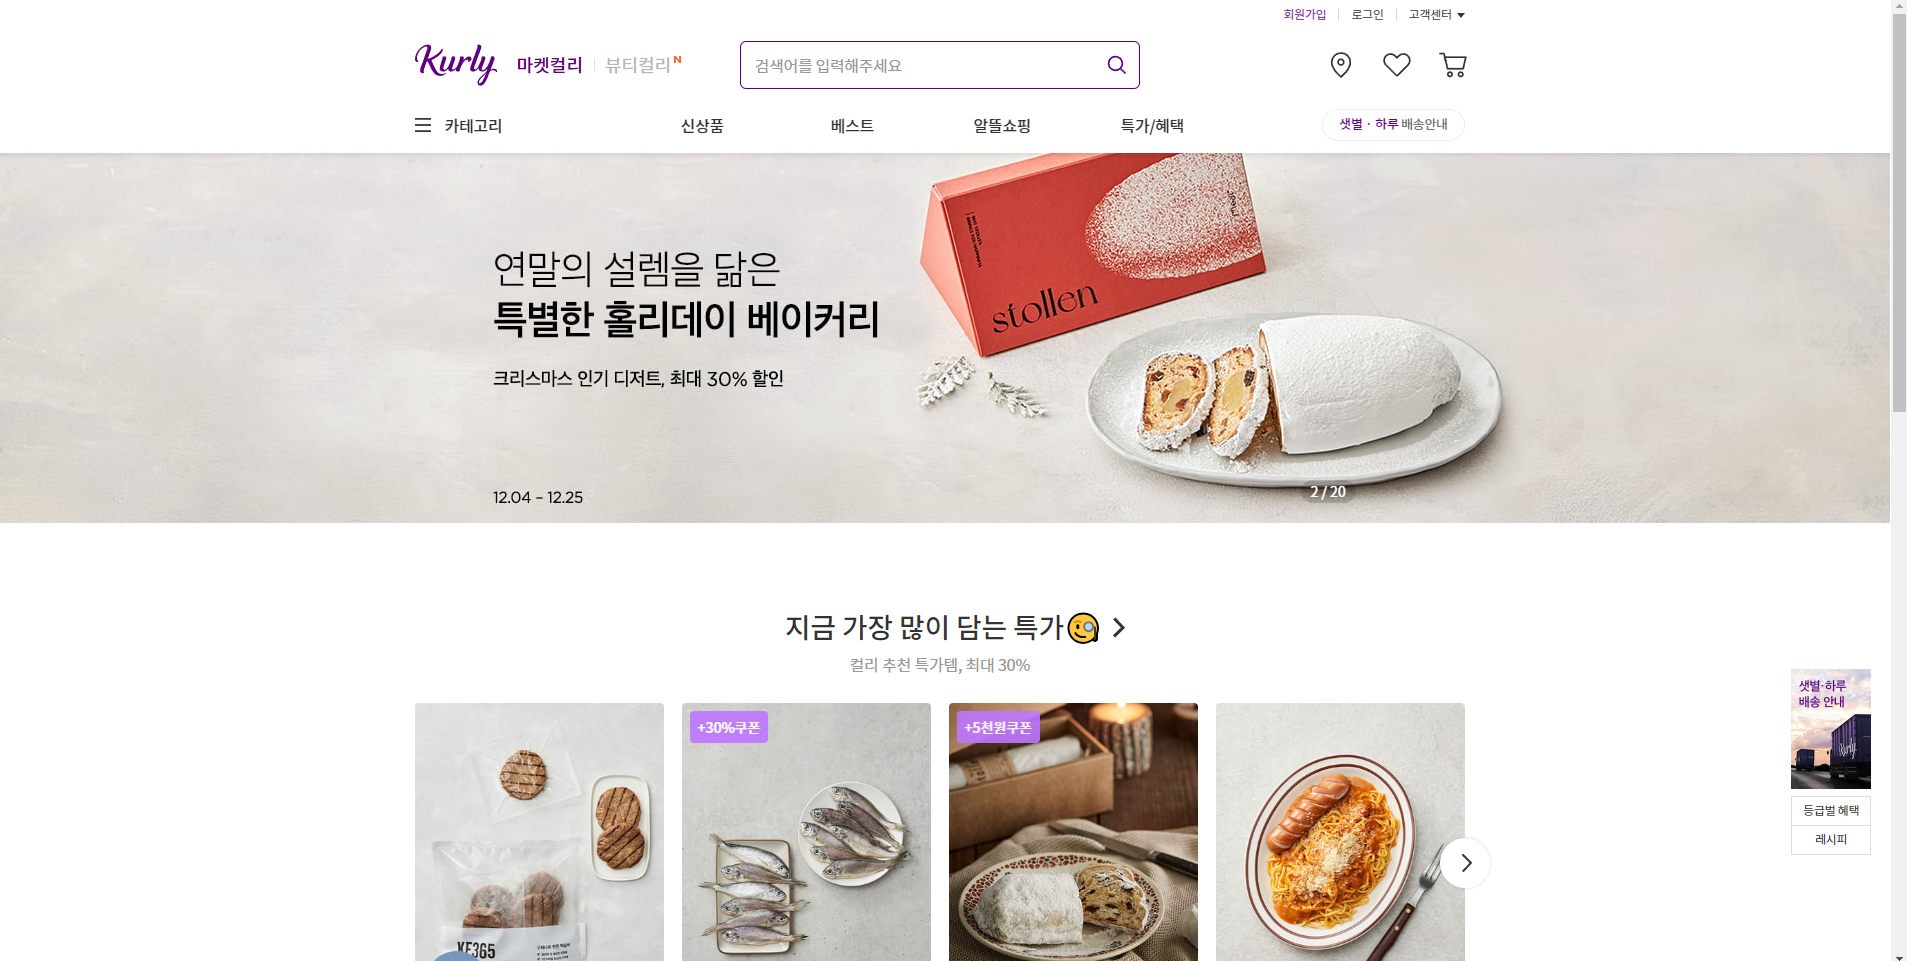 회원가입
로그인
고객센터
Kurly
마켓컬리
뷰티컬리 N
검색어를 입력해주세요
카테고리
신상품
베스트
알뜰쇼핑
특가/혜택
샛별 · 하루 배송안내
stollen
연말의 설렘을 닮은
특별한 홀리데이 베이커리
크리스마스 인기 디저트, 최대 30% 할인
12.04 - 12.25
2 / 20
지금 가장 많이 담는 특가
컬리 추천 특가템, 최대 30%
+30%쿠폰
+5천원쿠폰
KF365
샛별·하루
배송 안내
Kurly
등급벌 혜택
레시피